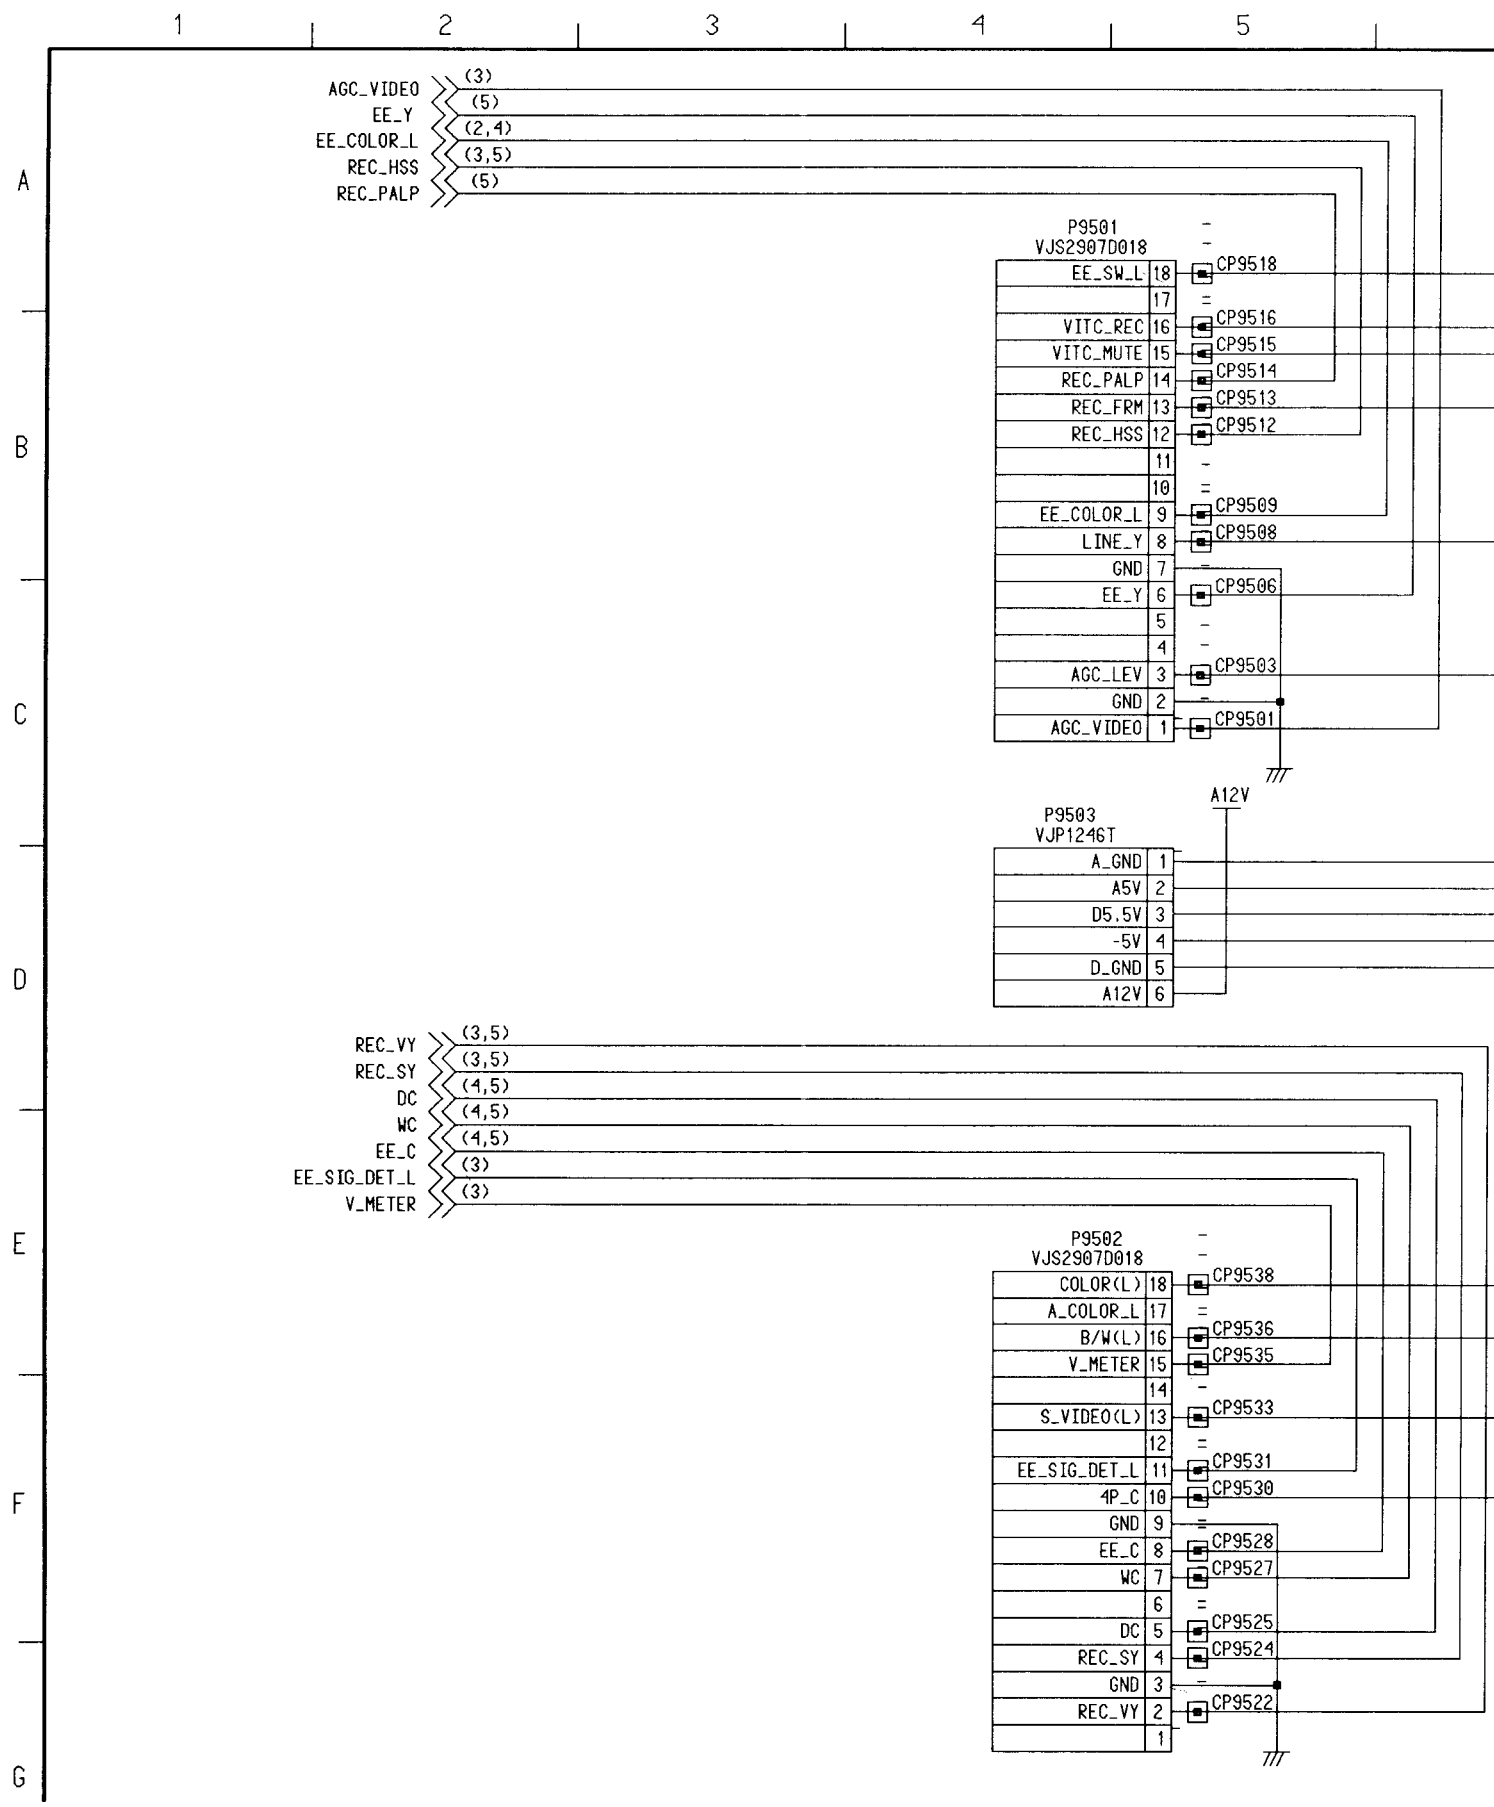 1 2 3 4 5
AGC_VIDEO (3)
EE_Y (5)
EE_COLOR_L (2,4)
REC_HSS (3,5)
REC_PALP (5)
A
P9501
VJS2907D018
EE_SW_L 18 CP9518
17
VITC_REC 16 CP9516
VITC_MUTE 15 CP9515
REC_PALP 14 CP9514
REC_FRM 13 CP9513
REC_HSS 12 CP9512
B
11
10
EE_COLOR_L 9 CP9509
LINE_Y 8 CP9508
GND 7
EE_Y 6 CP9506
5
4
AGC_LEV 3 CP9503
GND 2
C
AGC_VIDEO 1 CP9501
A12V
P9503
VJP1246T
A_GND 1
A5V 2
D5.5V 3
-5V 4
D_GND 5
D
A12V 6
REC_VY (3,5)
REC_SY (3,5)
DC (4,5)
WC (4,5)
EE_C (4,5)
EE_SIG_DET_L (3)
V_METER (3)
E
P9502
VJS2907D018
COLOR(L) 18 CP9538
A_COLOR_L 17
B/W(L) 16 CP9536
V_METER 15 CP9535
14
S_VIDEO(L) 13 CP9533
12
EE_SIG_DET_L 11 CP9531
4P_C 10 CP9530
F
GND 9
EE_C 8 CP9528
WC 7 CP9527
6
DC 5 CP9525
REC_SY 4 CP9524
GND 3
REC_VY 2 CP9522
1
G